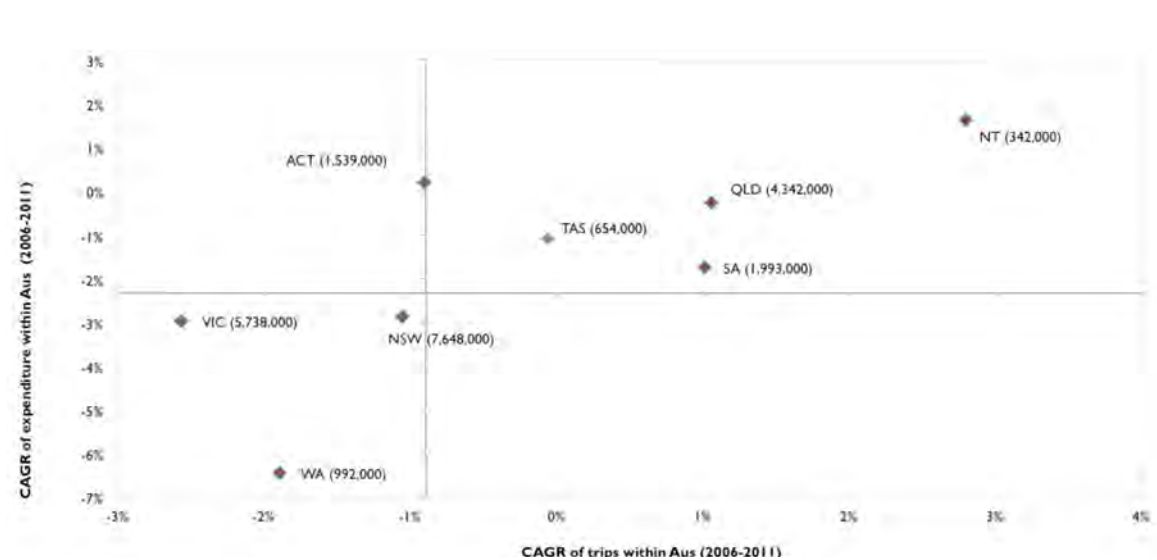 3%
2%
1%
0%
-1%
-2%
-3%
-4%
-5%
-6%
-7%
CAGR of expenditure within Aus (2006-2011)
ACT (1,539,000)
NT (342,000)
QLD (4,342,000)
TAS (654,000)
SA (1,993,000)
VIC (5,738,000)
NSW (7,648,000)
WA (992,000)
-3% -2% -1% 0% 1% 2% 3% 4%
CAGR of trips within Aus (2006-2011)